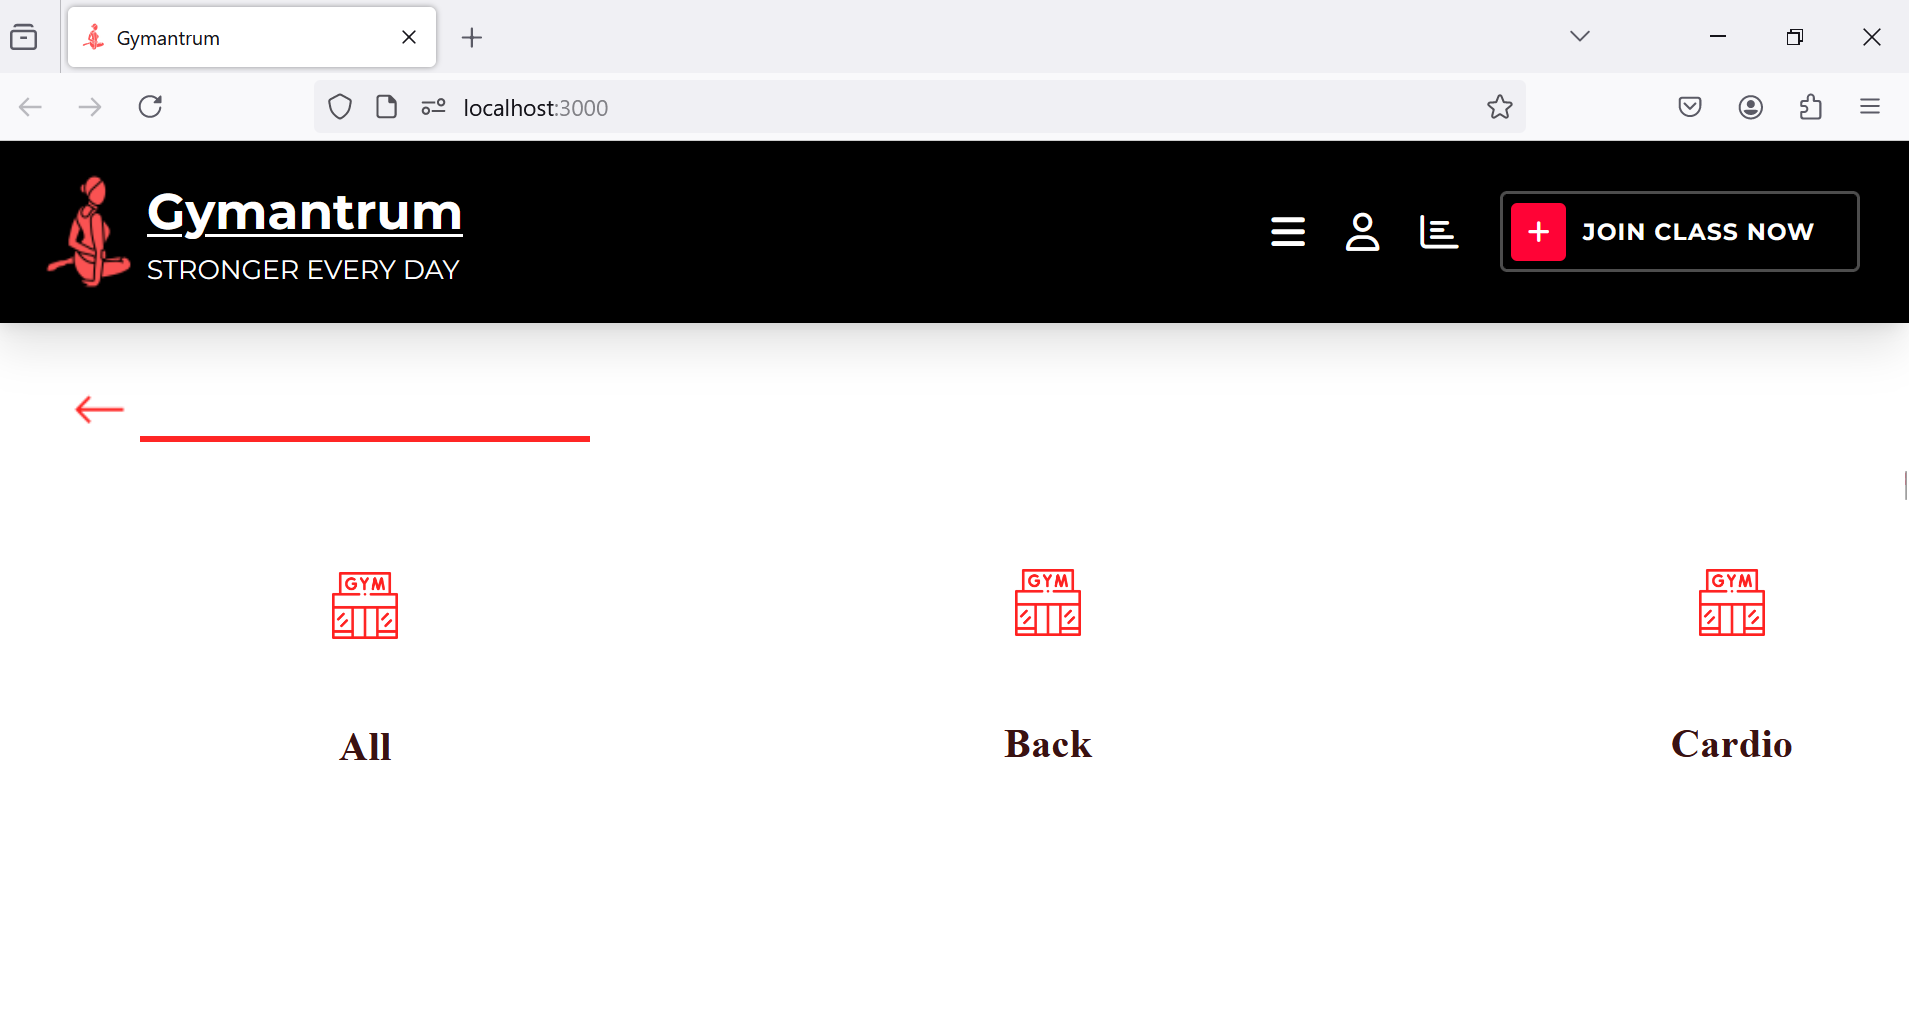 Gymantrum
localhost:3000
Gymantrum
STRONGER EVERY DAY
JOIN CLASS NOW
GYM
GYM
GYM
All
Back
Cardio